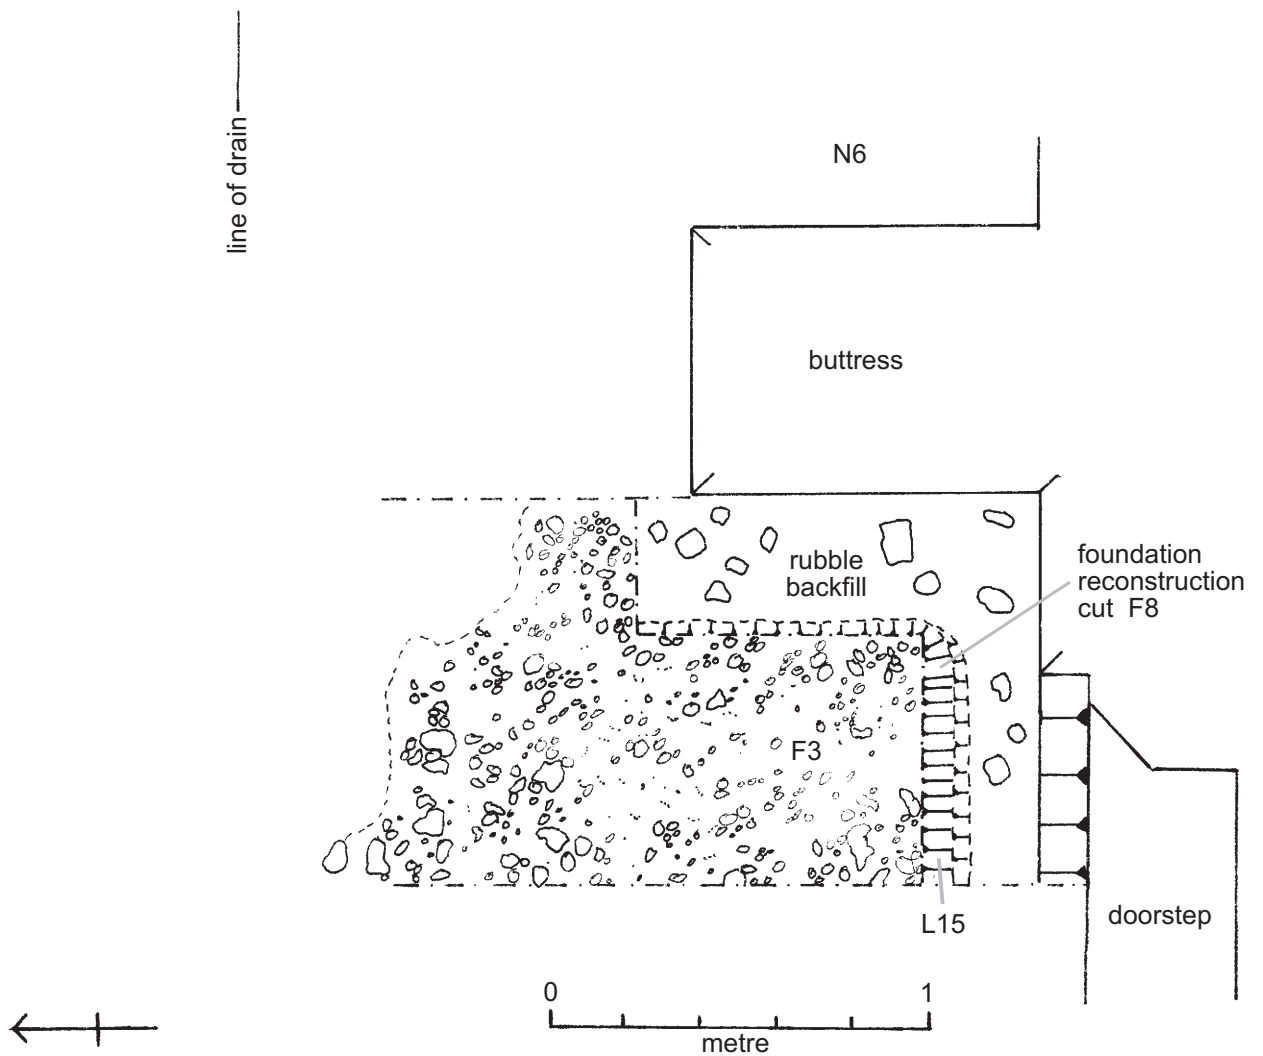 line of drain
N6
buttress
rubble
backfill
foundation
reconstruction
cut F8
F3
L15
doorstep
0 1
metre